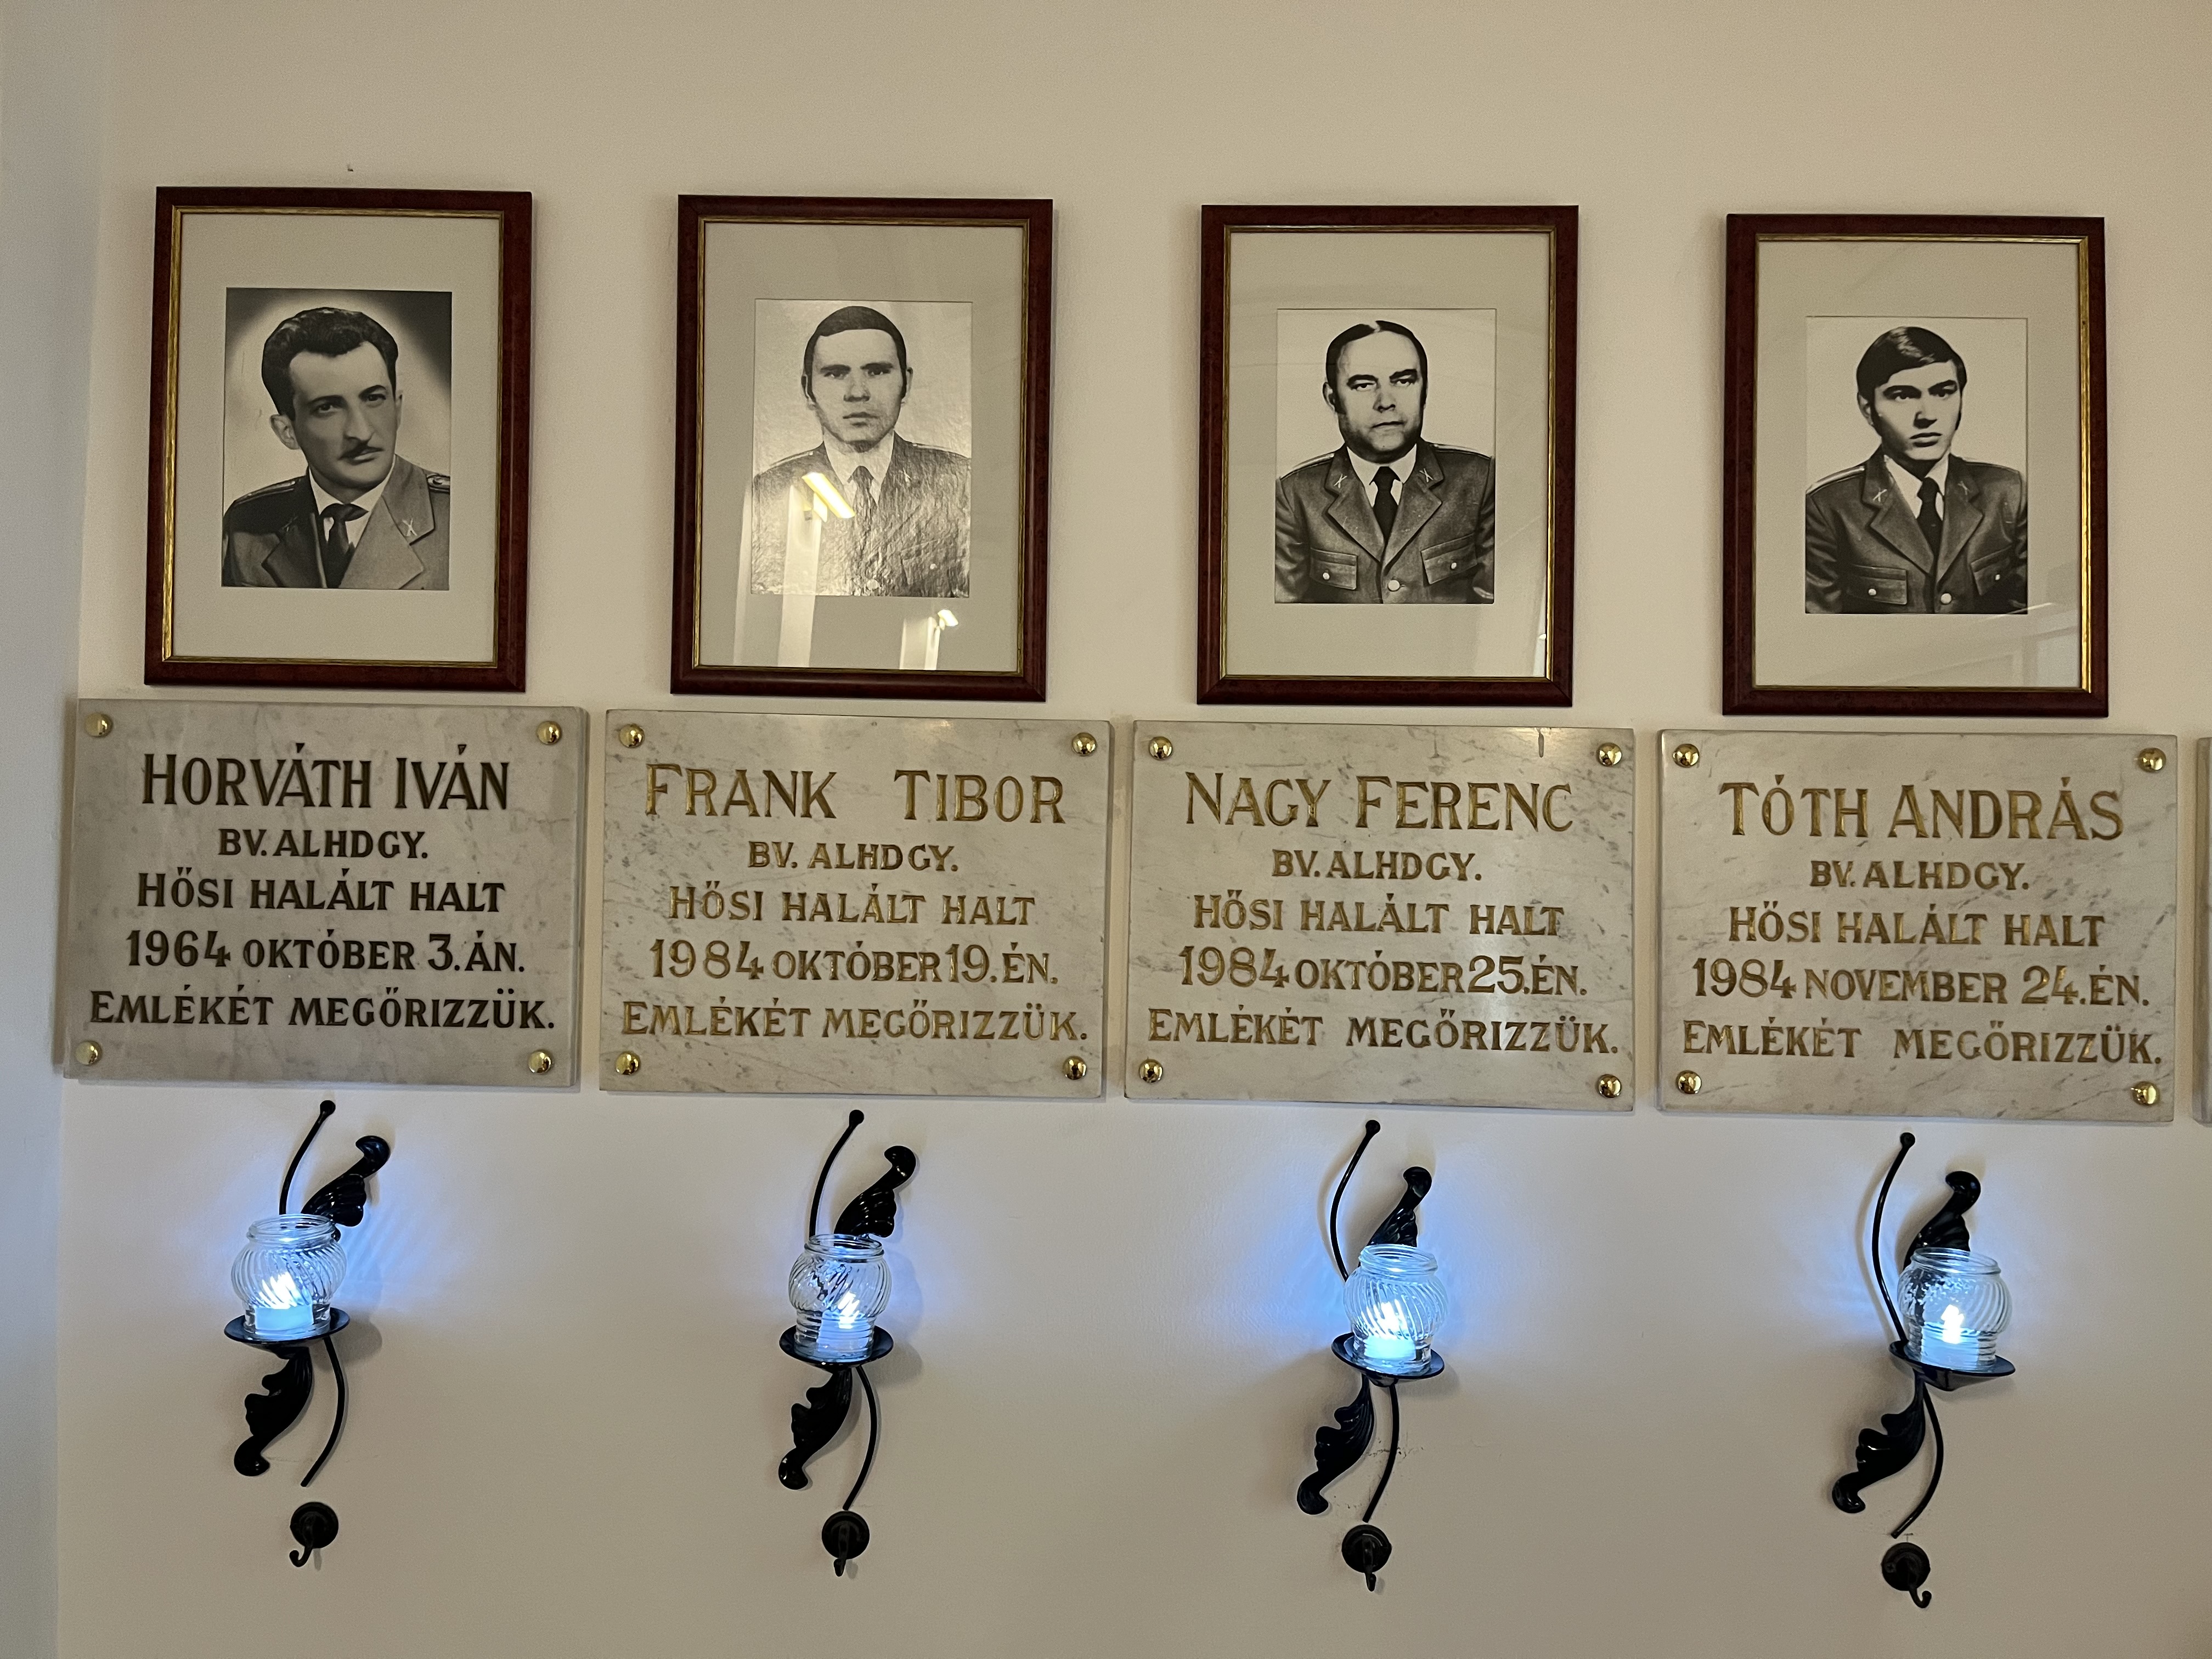 HORVÁTH IVÁN
BV. ALHDGY.
HŐSI HALÁLT HALT
1964 OKTÓBER 3.ÁN.
EMLÉKÉT MEGŐRIZZÜK.
FRANK TIBOR
BV. ALHDGY.
HŐSI HALÁLT HALT
1984 OKTÓBER 19.ÉN.
EMLÉKÉT MEGŐRIZZÜK.
NAGY FERENC
BV. ALHDGY.
HŐSI HALÁLT HALT
1984 OKTÓBER 25.ÉN.
EMLÉKÉT MEGŐRIZZÜK.
TÓTH ANDRÁS
BV. ALHDGY.
HŐSI HALÁLT HALT
1984 NOVEMBER 24.ÉN.
EMLÉKÉT MEGŐRIZZÜK.